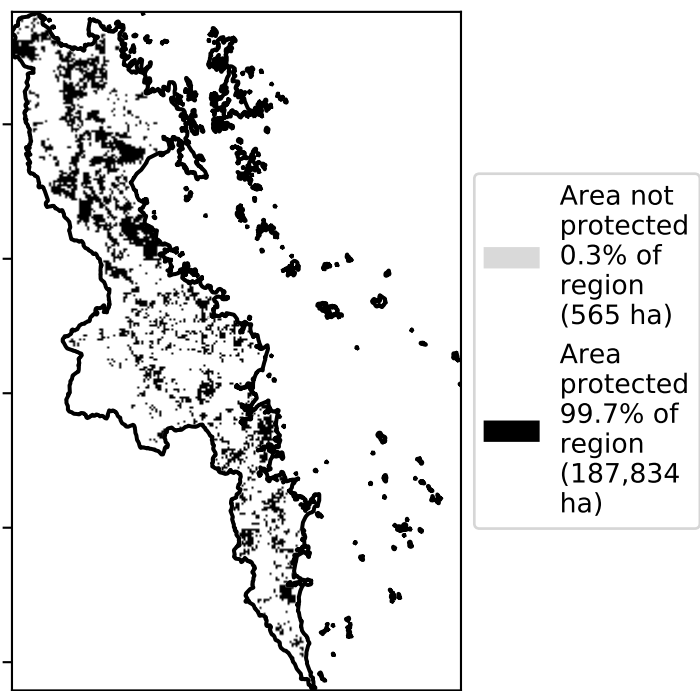 Area not
protected
0.3% of
region
(565 ha)
Area
protected
99.7% of
region
(187,834
ha)